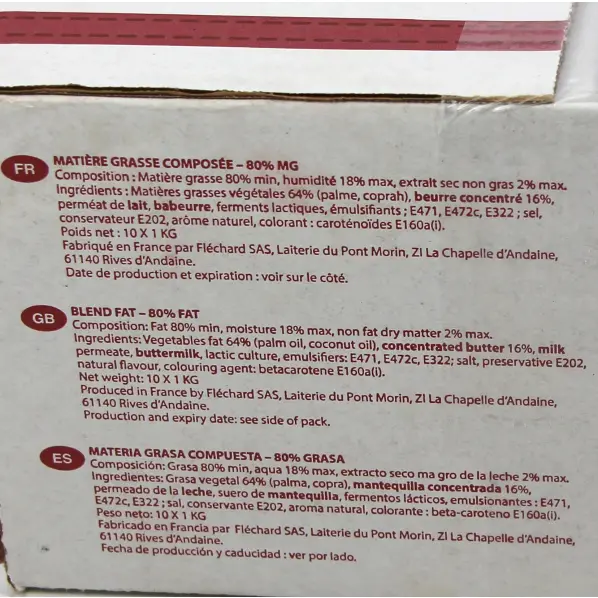 FR
MATIÈRE GRASSE COMPOSÉE – 80% MG
Composition : Matière grasse 80% min, humidité 18% max, extrait sec non gras 2% max.
Ingrédients : Matières grasses végétales 64% (palme, coprah), beurre concentré 16%,
perméat de lait, babeurre, ferments lactiques, émulsifiants ; E471, E472c, E322 ; sel,
conservateur E202, arôme naturel, colorant : caroténoïdes E160a(i).
Poids net : 10 X 1 KG
Fabriqué en France par Fléchard SAS, Laiterie du Pont Morin, ZI La Chapelle d'Andaine,
61140 Rives d'Andaine.
Date de production et expiration : voir sur le côté.
GB
BLEND FAT – 80% FAT
Composition: Fat 80% min, moisture 18% max, non fat dry matter 2% max.
Ingredients: Vegetables fat 64% (palm oil, coconut oil), concentrated butter 16%, milk
permeate, buttermilk, lactic culture, emulsifiers: E471, E472c, E322; salt, preservative E202,
natural flavour, colouring agent: betacarotene E160a(i).
Net weight: 10 X 1 KG
Produced in France by Fléchard SAS, Laiterie du Pont Morin, ZI La Chapelle d'Andaine,
61140 Rives d'Andaine.
Production and expiry date: see side of pack.
ES
MATERIA GRASA COMPUESTA – 80% GRASA
Composición: Grasa 80% min, aqua 18% max, extracto seco ma gro de la leche 2% max.
Ingredientes: Grasa vegetal 64% (palma, copra), mantequilla concentrada 16%,
permeado de la leche, suero de mantequilla, fermentos lácticos, emulsionantes : E471,
E472c, E322 ; sal, conservante E202, aroma natural, colorante : beta-caroteno E160a(i).
Peso neto: 10 X 1 KG
Fabricado en Francia par Fléchard SAS, Laiterie du Pont Morin, ZI La Chapelle d'Andaine,
61140 Rives d'Andaine.
Fecha de producción y caducidad : ver por lado.